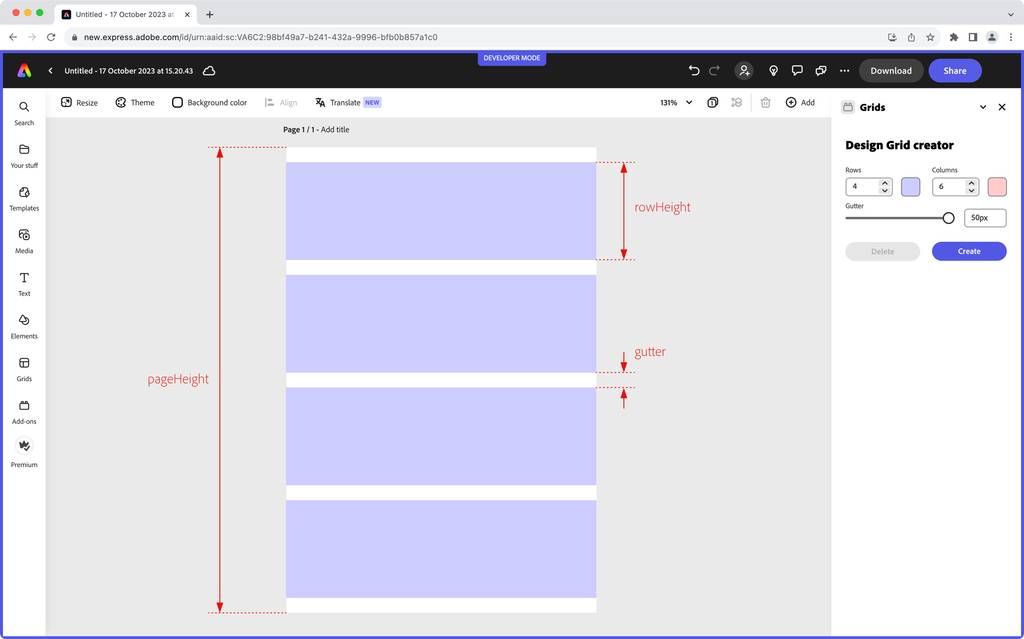 Untitled - 17 October 2023 at
new.express.adobe.com/id/urn:aaid:sc:VA6C2:98bf49a7-b241-432a-9996-bfb0b857a1c0
DEVELOPER MODE
Untitled - 17 October 2023 at 15.20.43
Download
Share
Search
Your stuff
Templates
Media
Text
Elements
Grids
Add-ons
Premium
Resize
Theme
Background color
Align
Translate NEW
131%
1
Add
Page 1 / 1 - Add title
pageHeight
rowHeight
gutter
Grids
Design Grid creator
Rows
Columns
4
6
Gutter
50px
Delete
Create